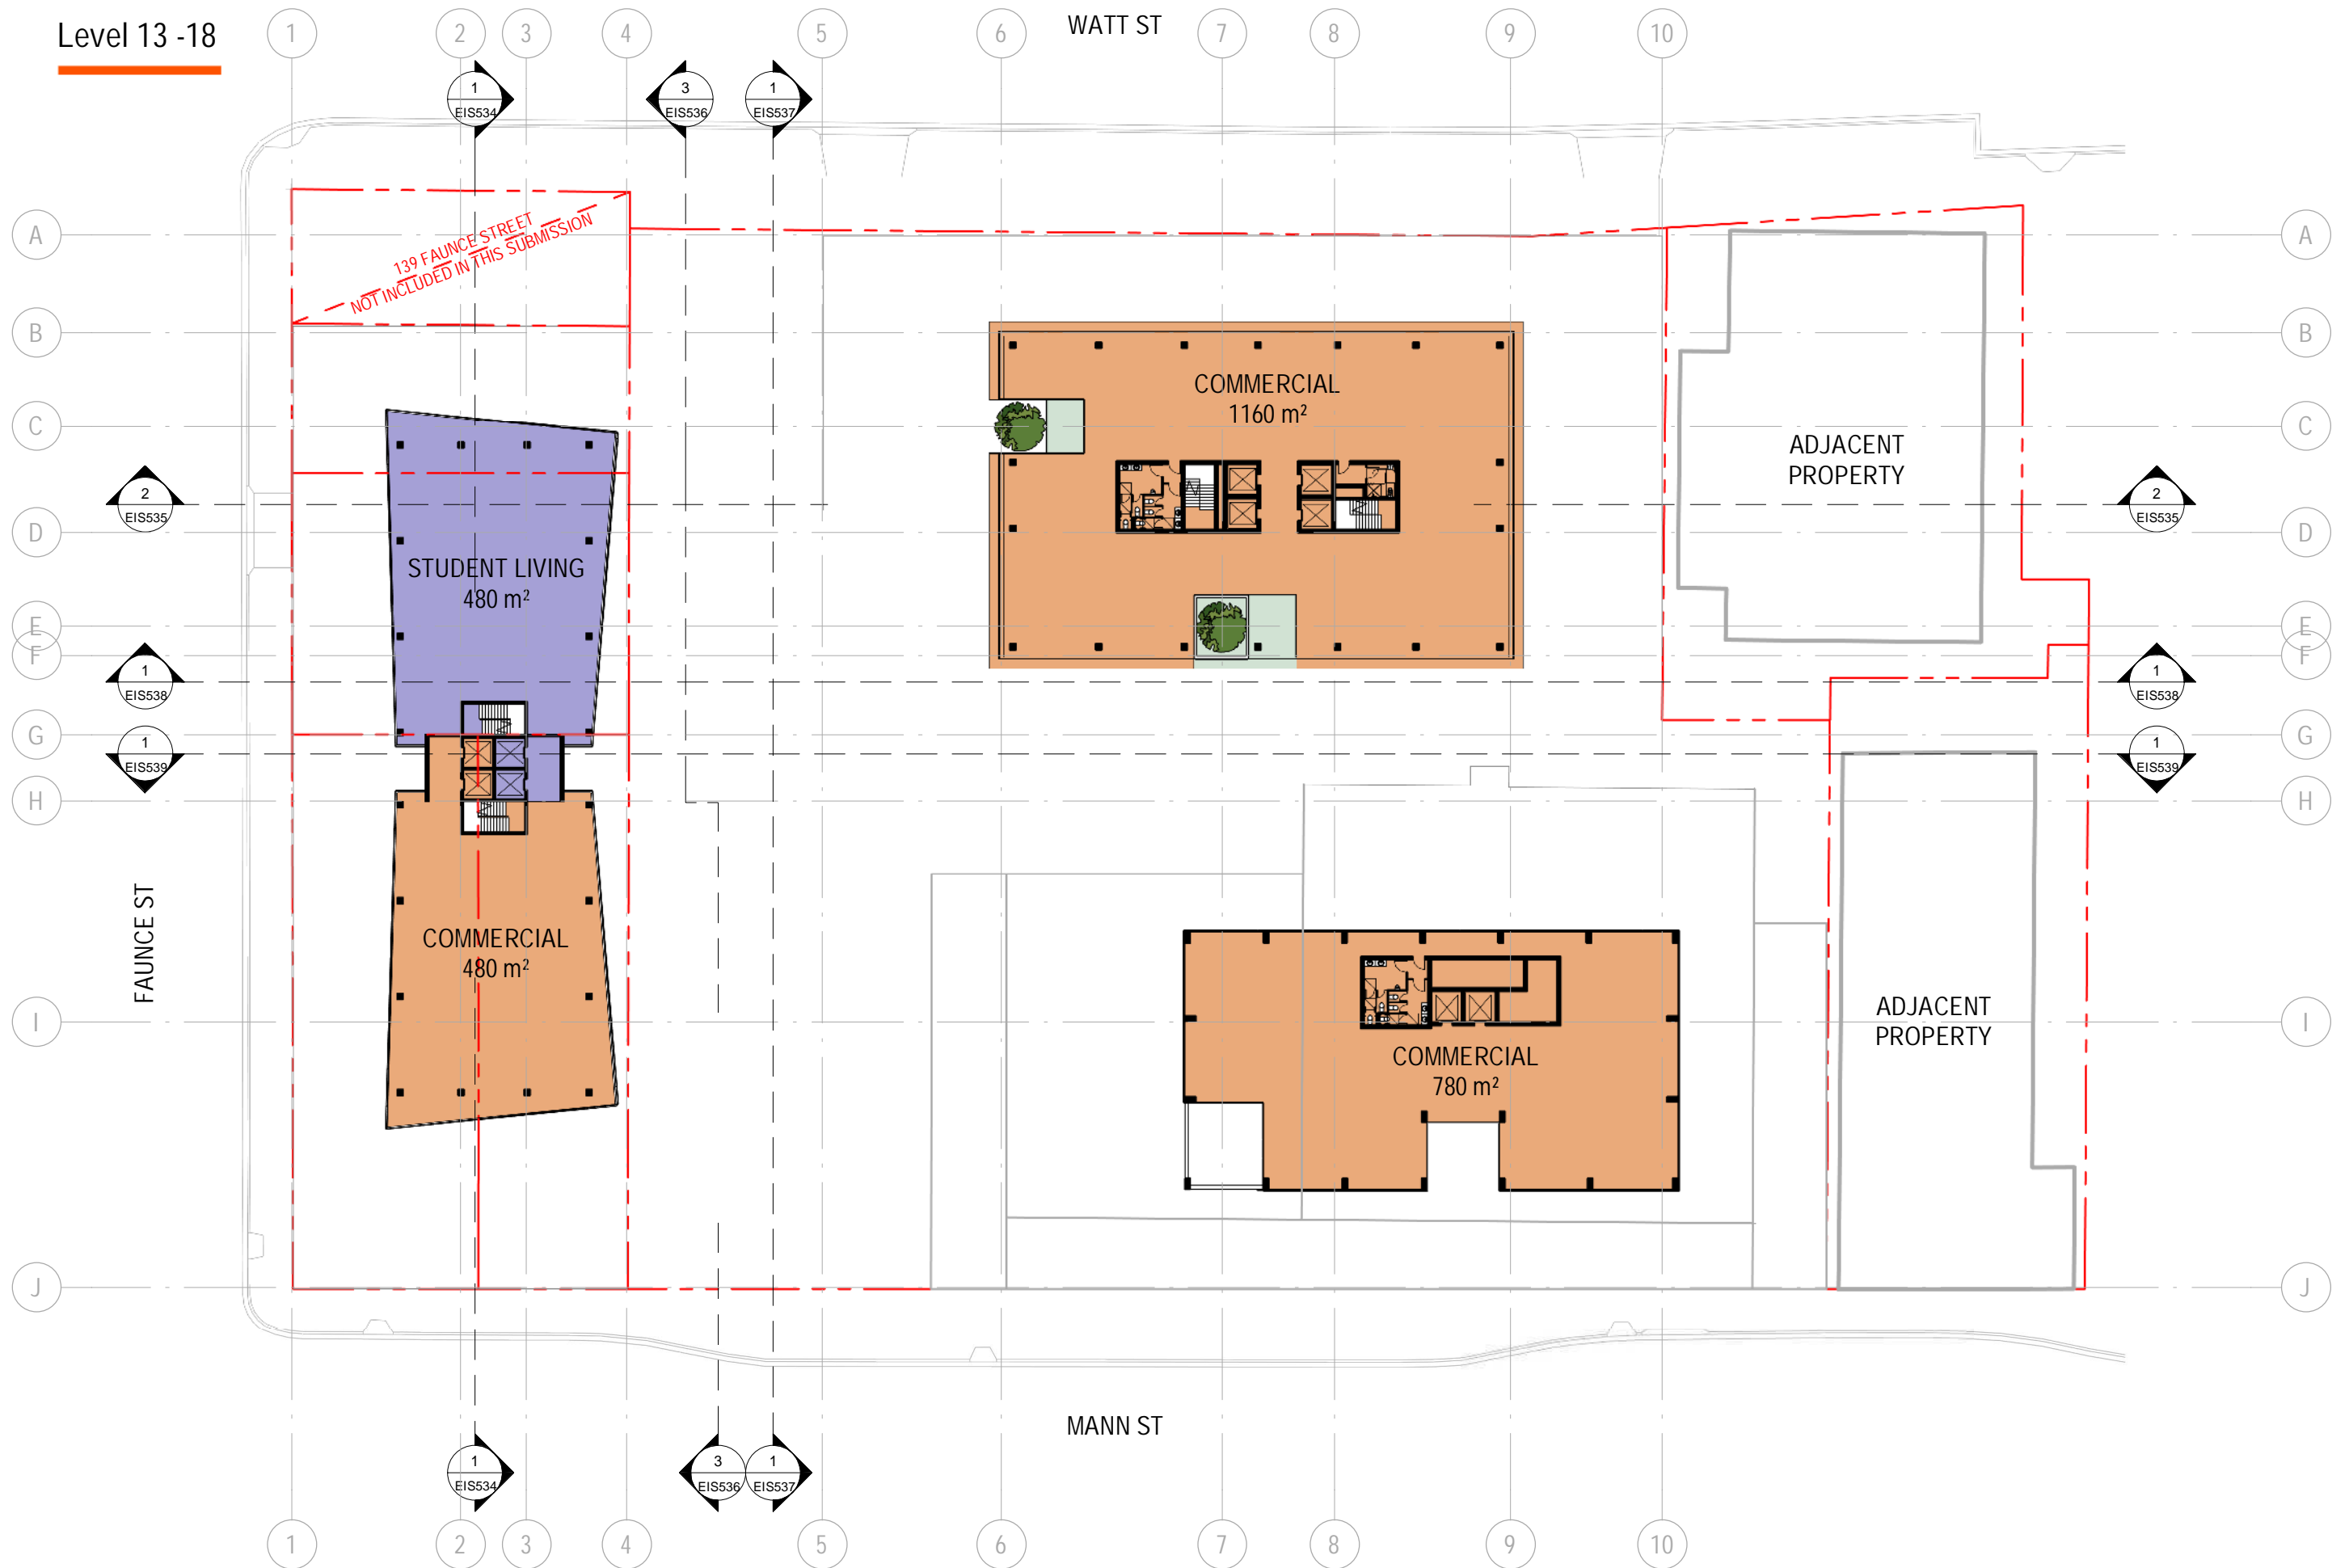 Level 13 -18
1 2 3 4 5 6 7 8 9 10
WATT ST
1
EIS534
3
EIS536
1
EIS537
A A
139 FAUNCE STREET
NOT INCLUDED IN THIS SUBMISSION
B B
COMMERCIAL
1160 m²
C C
ADJACENT
PROPERTY
2
EIS535
2
EIS535
D D
STUDENT LIVING
480 m²
E E
F F
1
EIS538
1
EIS538
G G
1
EIS539
1
EIS539
H H
FAUNCE ST
COMMERCIAL
480 m²
I I
ADJACENT
PROPERTY
COMMERCIAL
780 m²
J J
MANN ST
1
EIS534
3
EIS536
1
EIS537
1 2 3 4 5 6 7 8 9 10